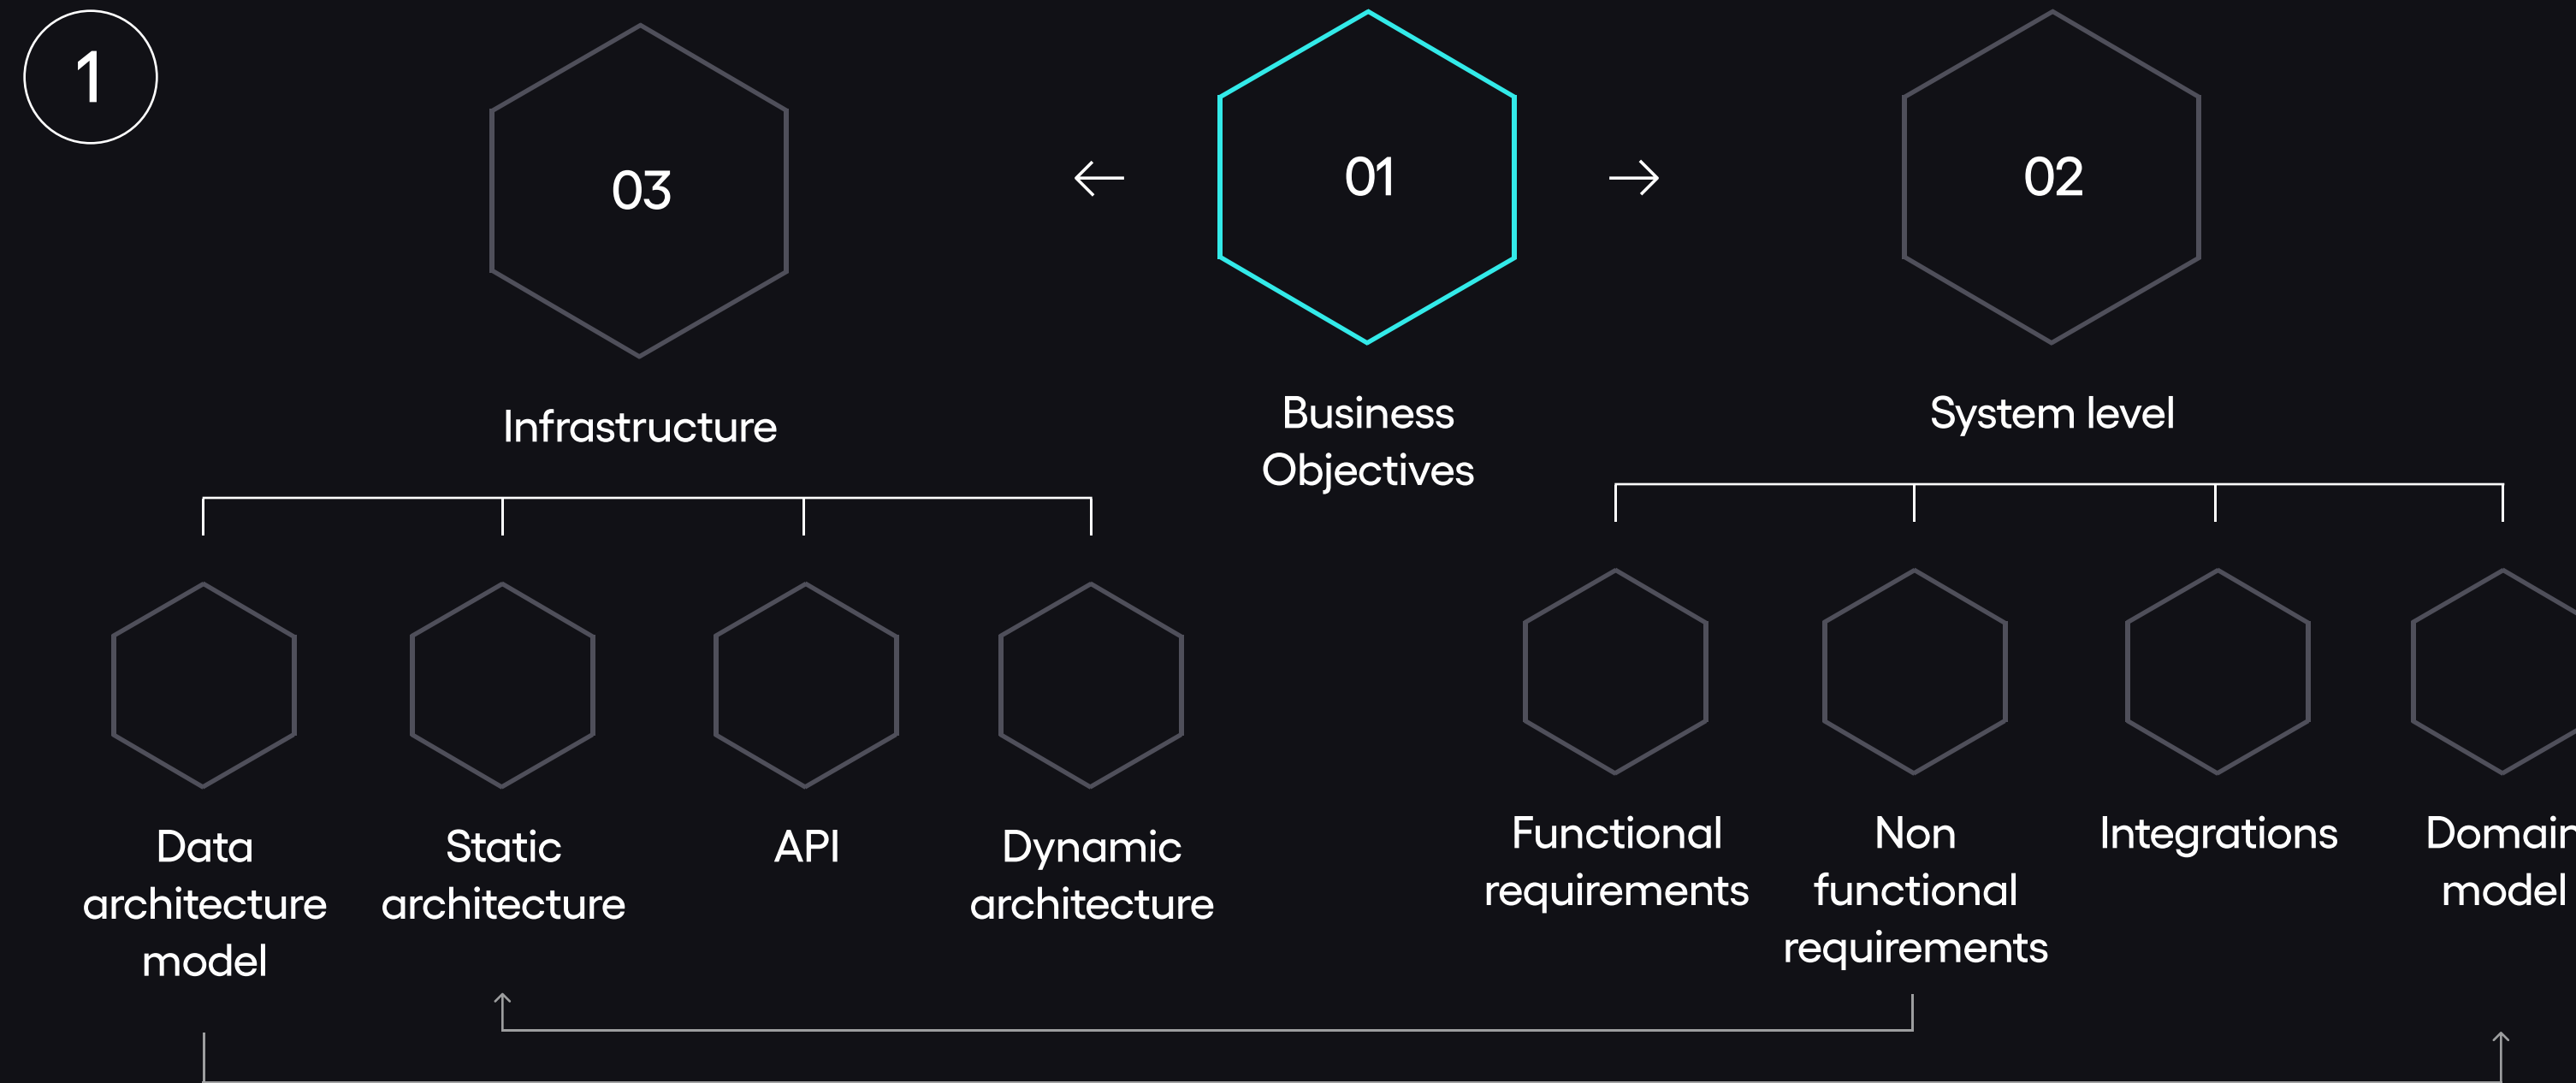 1
03
01
02
Infrastructure
Business
Objectives
System level
Data
architecture
model
Static
architecture
API
Dynamic
architecture
Functional
requirements
Non
functional
requirements
Integrations
Domain
model